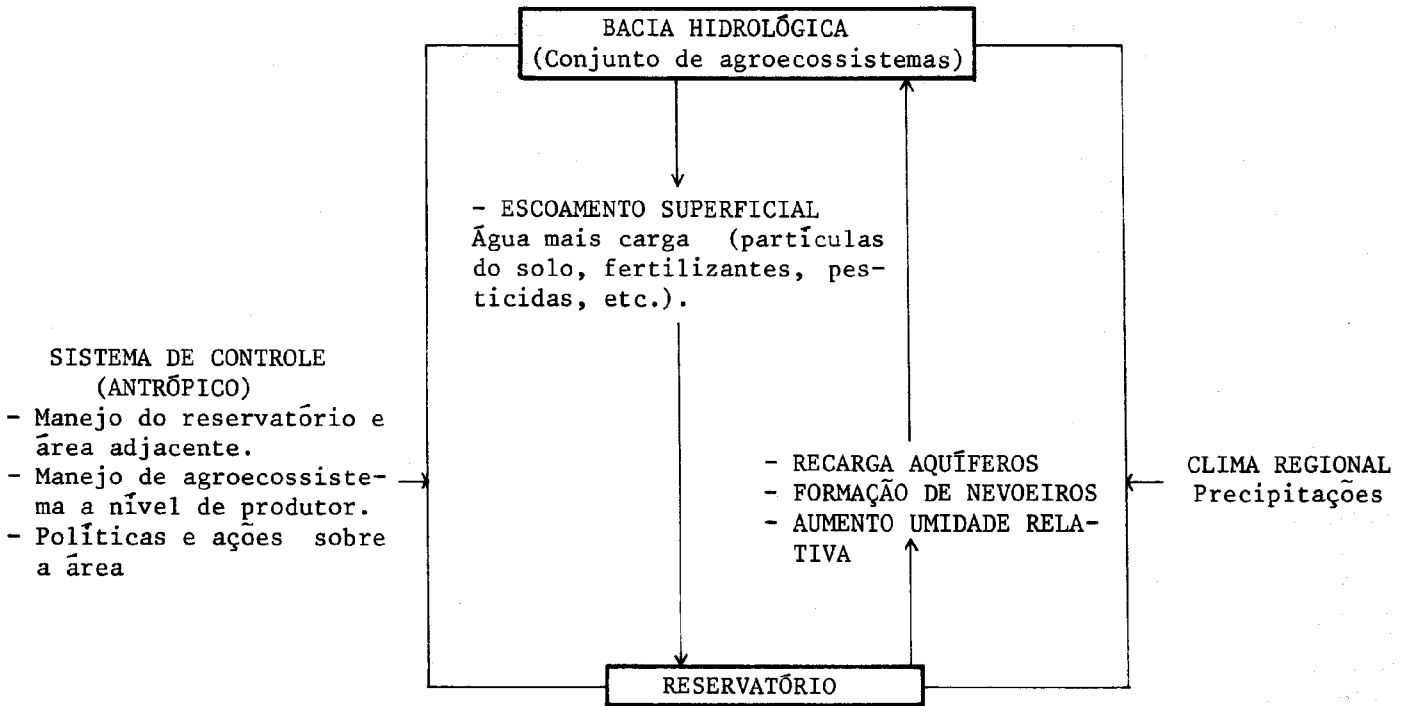 BACIA HIDROLÓGICA
(Conjunto de agroecossistemas)
- ESCOAMENTO SUPERFICIAL
Água mais carga (partículas
do solo, fertilizantes, pes-
ticidas, etc.).
SISTEMA DE CONTROLE
(ANTRÓPICO)
- Manejo do reservatório e
área adjacente.
- Manejo de agroecossiste-
ma a nível de produtor.
- Políticas e ações sobre
a área
- RECARGA AQUÍFEROS
- FORMAÇÃO DE NEVOEIROS
- AUMENTO UMIDADE RELA-
TIVA
CLIMA REGIONAL
Precipitações
RESERVATÓRIO